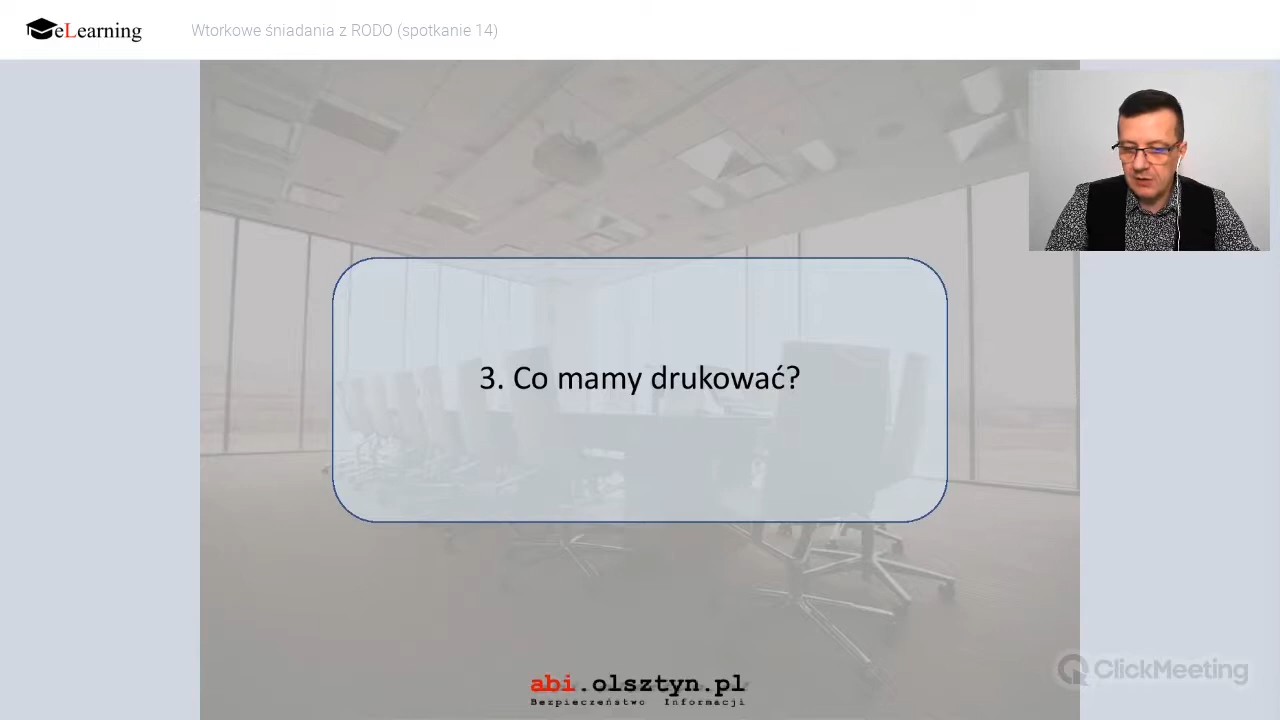 eLearning
Wtorkowe śniadania z RODO (spotkanie 14)
3. Co mamy drukować?
abi.olsztyn.pl
Bezpieczeństwo Informacji
ClickMeeting